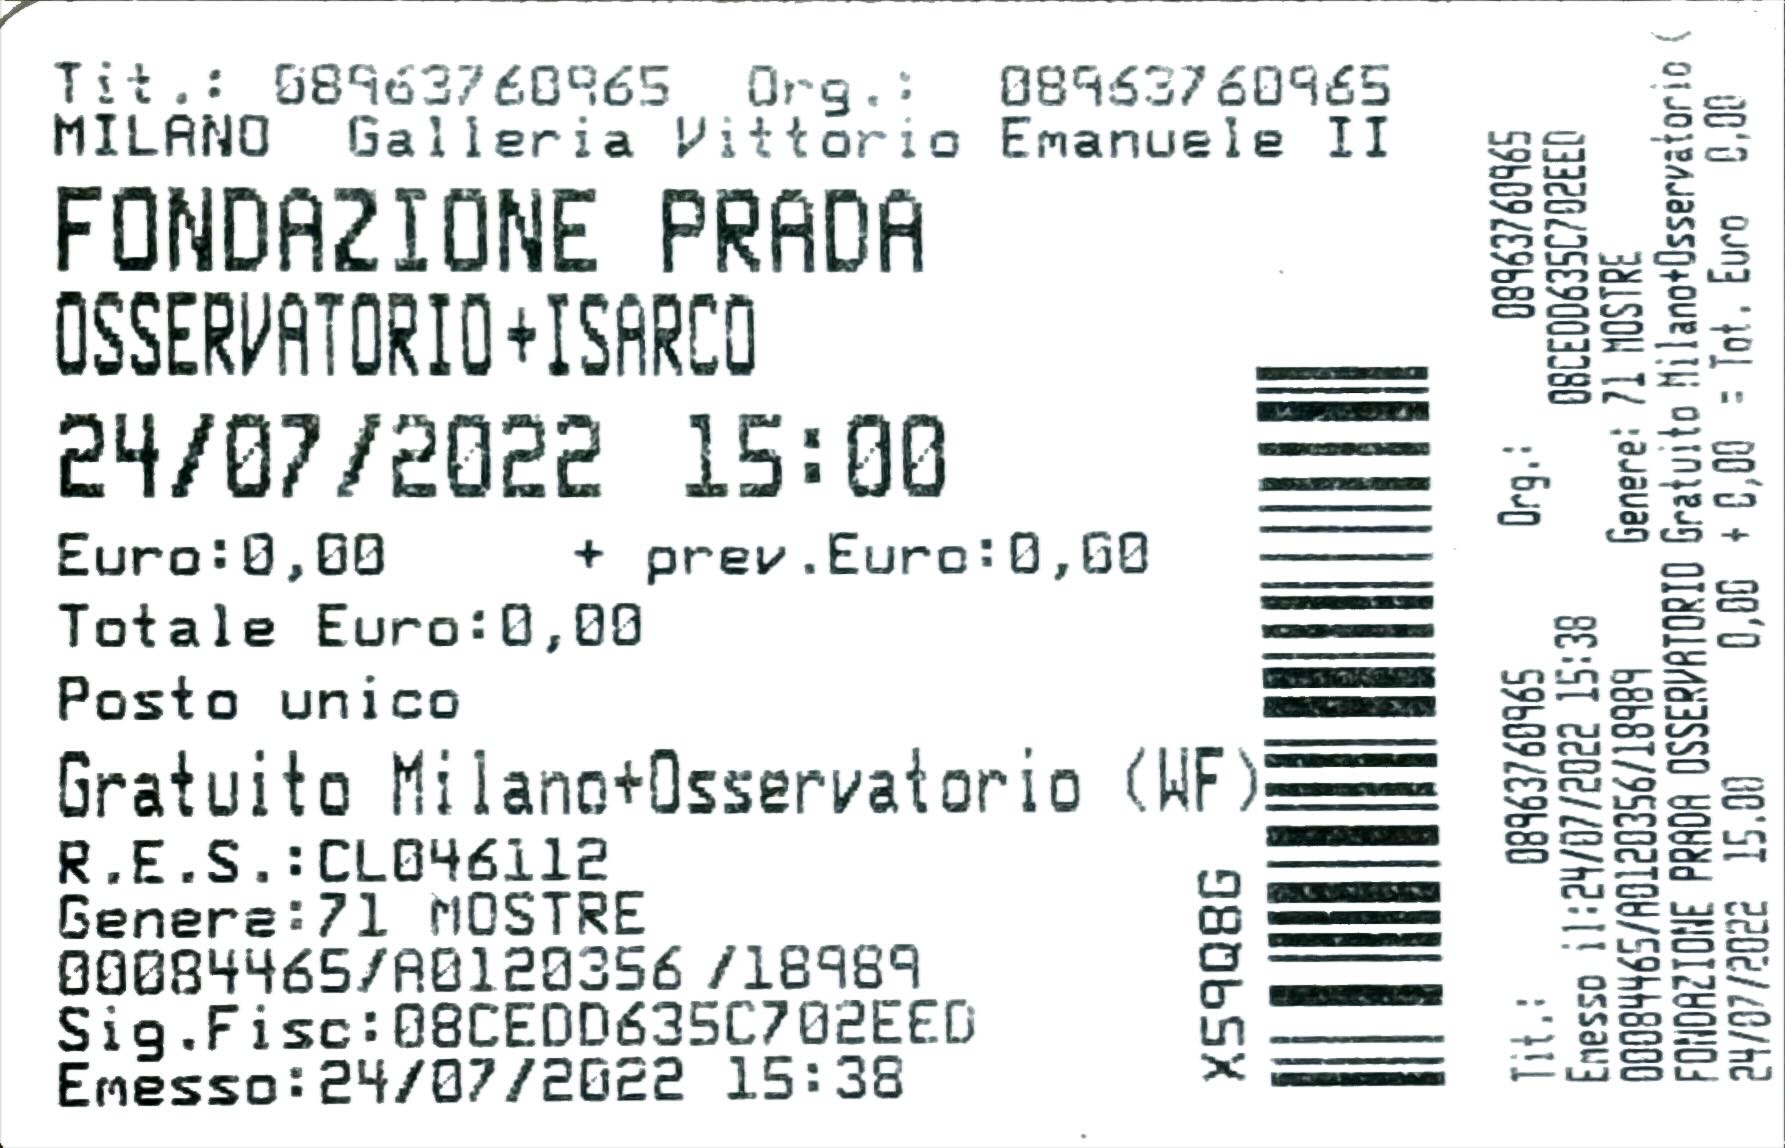 Tit.: 08963760965 Org.: 08963760965
MILANO Galleria Vittorio Emanuele II
FONDAZIONE PRADA
OSSERVATORIO+ISARCO
24/07/2022 15:00
Euro:0,00 + prev.Euro:0,00
Totale Euro:0,00
Posto unico
Gratuito Milano+Osservatorio (WF)
R.E.S.:CL046112
Genere:71 MOSTRE
00084465/A0120356 /18989
Sig.Fisc:08CEDD635C702EED
Emesso:24/07/2022 15:38
X59Q8G
Tit.: 08963760965 Org.: 08963760965
Emesso il:24/07/2022 15:38 08CEDD635C702EED
00084465/A0120356/18989 Genere: 71 MOSTRE
FONDAZIONE PRADA OSSERVATORIO Gratuito Milano+Osservatorio (
24/07/2022 15.00 0,00 + 0,00 = Tot. Euro 0,00